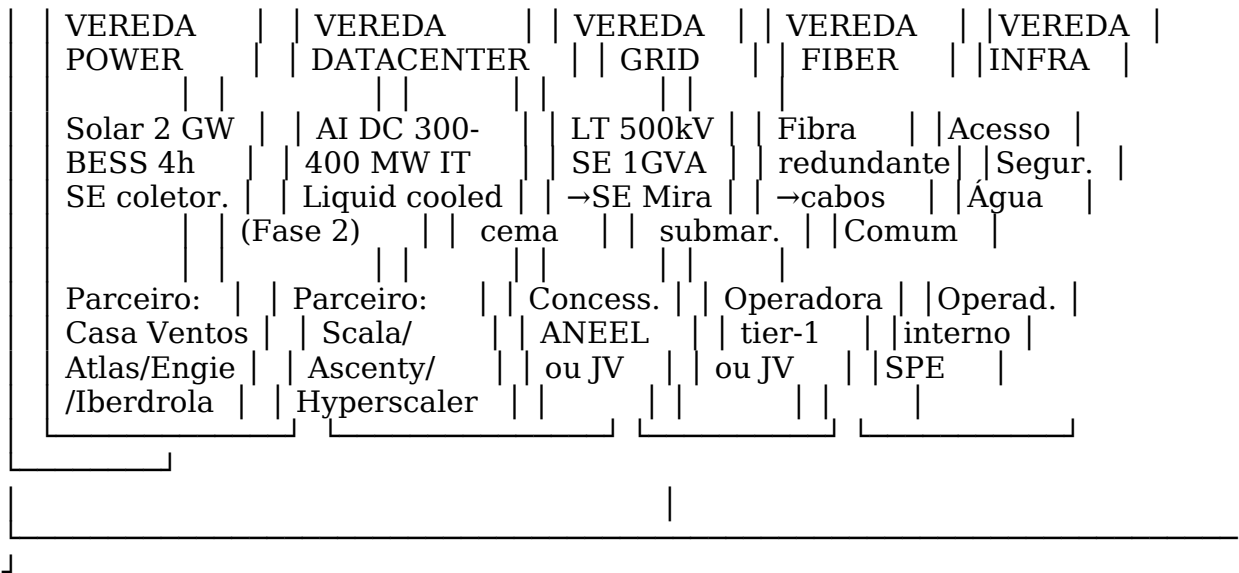 │ │ VEREDA │ │ VEREDA │ │ VEREDA │ │ VEREDA │ │VEREDA │
│ │ POWER │ │ DATACENTER │ │ GRID │ │ FIBER │ │INFRA │
│ │ │ │ │ │ │ │ │ │ │
│ │ Solar 2 GW │ │ AI DC 300- │ │ LT 500kV │ │ Fibra │ │Acesso │
│ │ BESS 4h │ │ 400 MW IT │ │ SE 1GVA │ │ redundante│ │Segur. │
│ │ SE coletor. │ │ Liquid cooled │ │ →SE Mira │ │ →cabos │ │Água │
│ │ │ │ (Fase 2) │ │ cema │ │ submar. │ │Comum │
│ │ │ │ │ │ │ │ │ │ │
│ │ Parceiro: │ │ Parceiro: │ │ Concess. │ │ Operadora │ │Operad. │
│ │ Casa Ventos │ │ Scala/ │ │ ANEEL │ │ tier-1 │ │interno │
│ │ Atlas/Engie │ │ Ascenty/ │ │ ou JV │ │ ou JV │ │SPE │
│ │ /Iberdrola │ │ Hyperscaler │ │ │ │ │ │ │